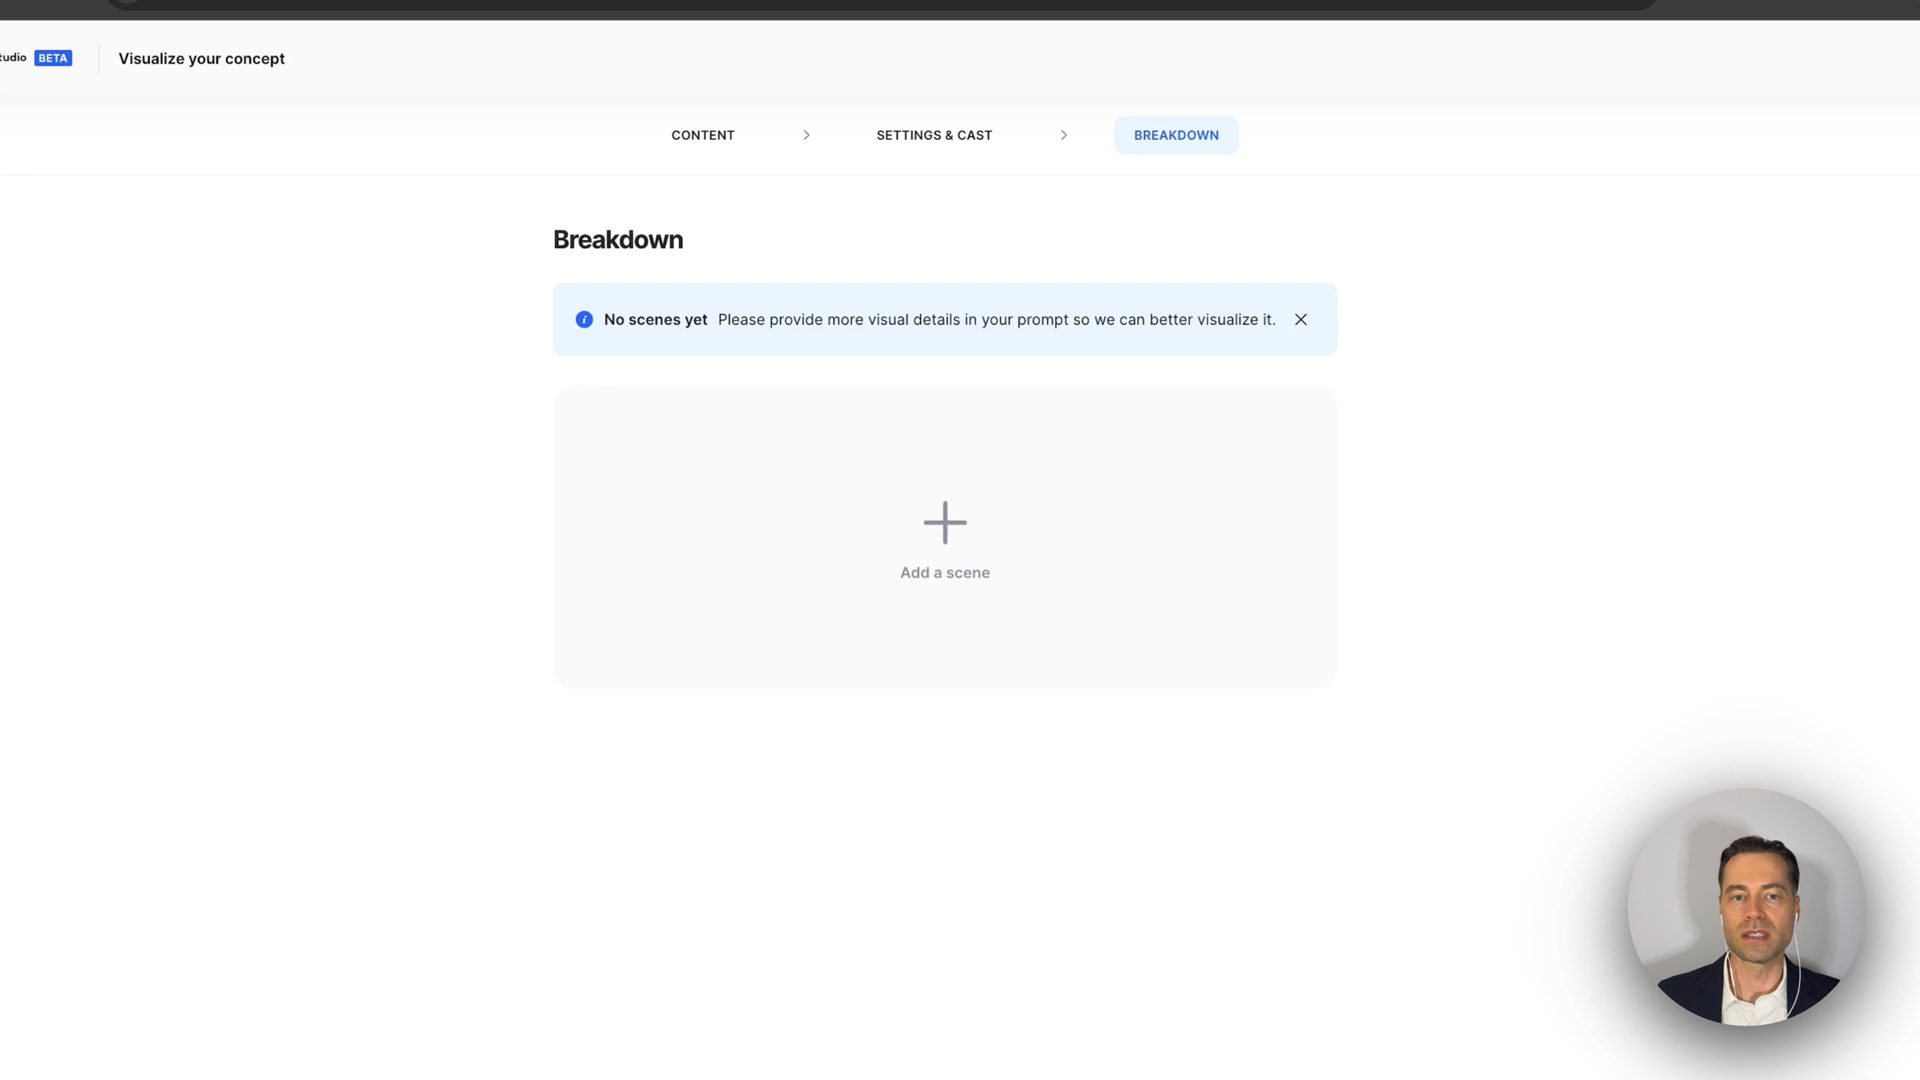 tudio BETA Visualize your concept
CONTENT SETTINGS & CAST BREAKDOWN
Breakdown
No scenes yet Please provide more visual details in your prompt so we can better visualize it.
Add a scene